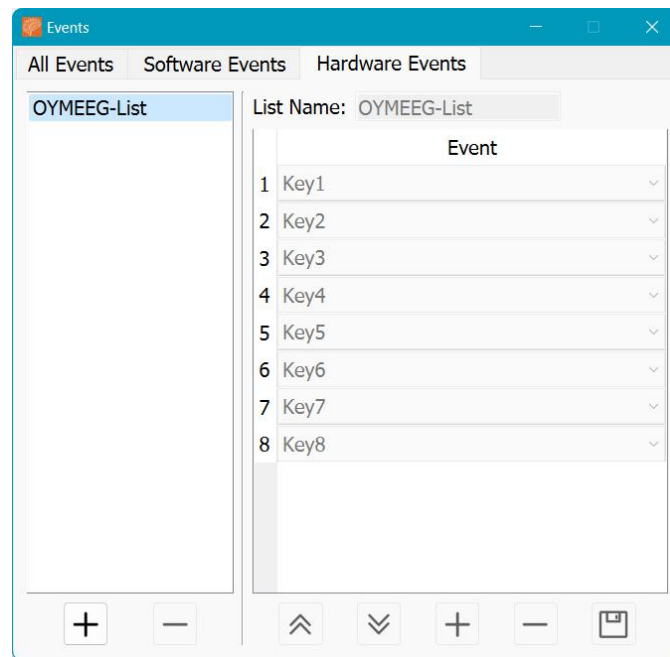 Events
All Events Software Events Hardware Events
OYMEEG-List
List Name: OYMEEG-List
Event
1 Key1
2 Key2
3 Key3
4 Key4
5 Key5
6 Key6
7 Key7
8 Key8